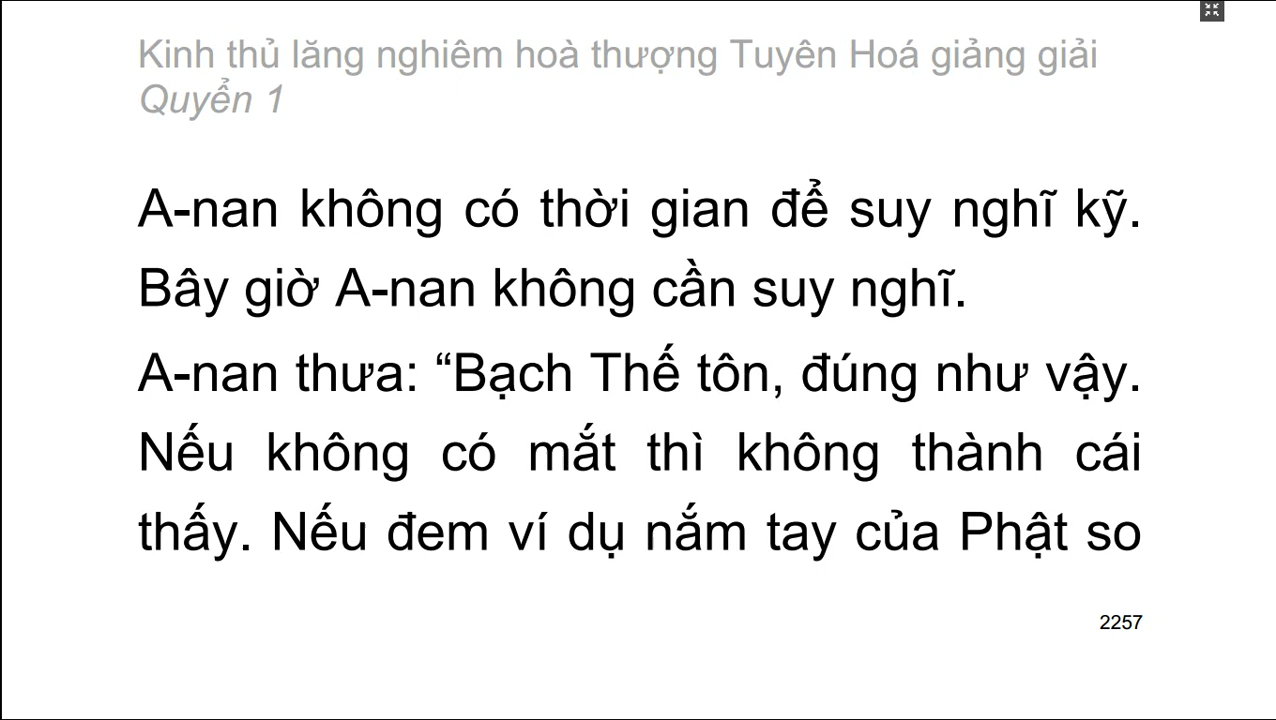 Kinh thủ lăng nghiêm hoà thượng Tuyên Hoá giảng giải
Quyển 1
A-nan không có thời gian để suy nghĩ kỹ.
Bây giờ A-nan không cần suy nghĩ.
A-nan thưa: “Bạch Thế tôn, đúng như vậy.
Nếu không có mắt thì không thành cái
thấy. Nếu đem ví dụ nắm tay của Phật so
2257